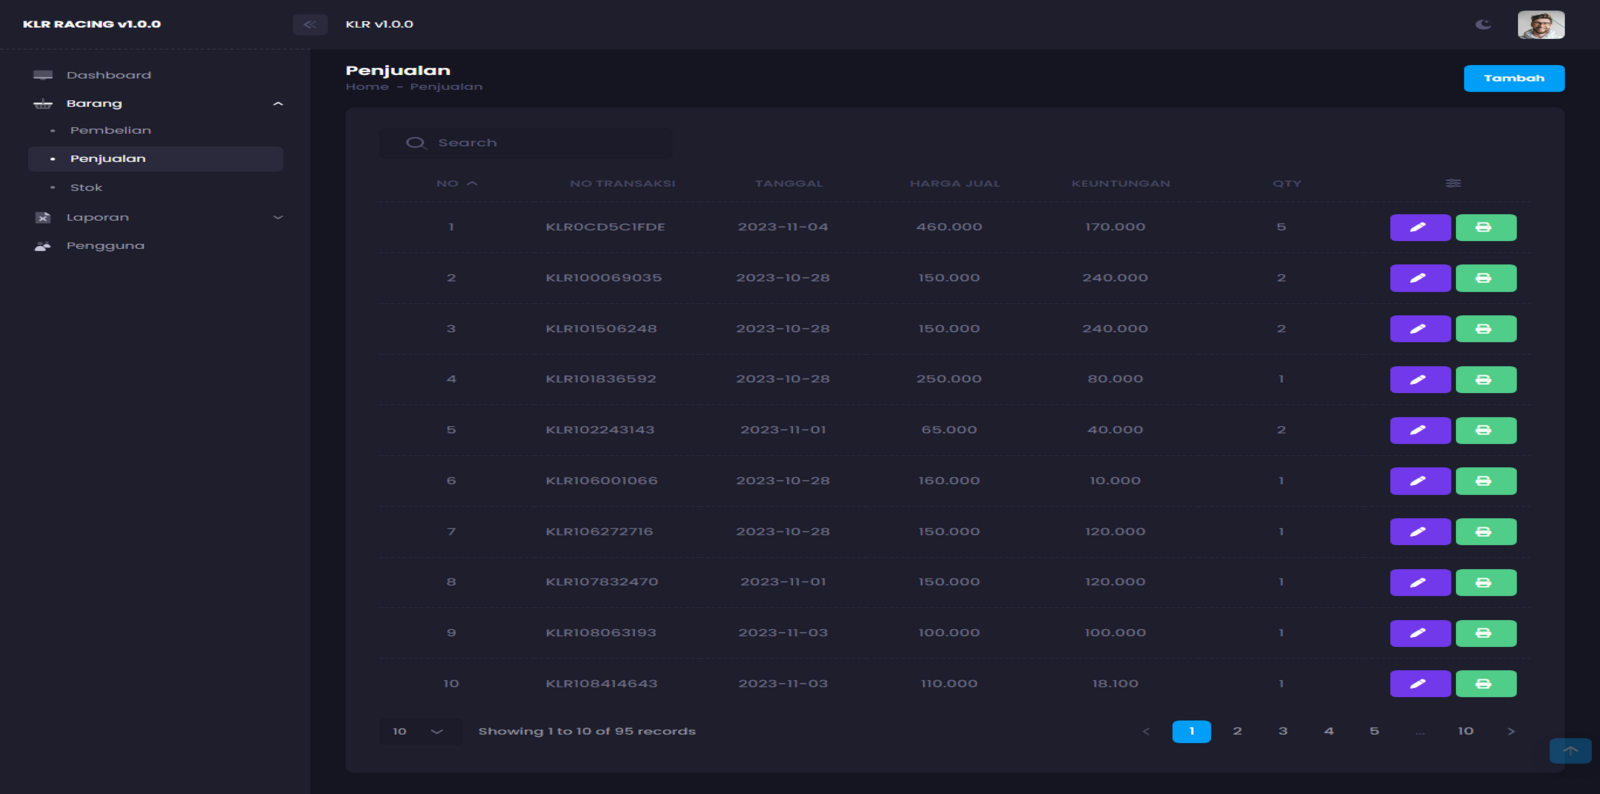 KLR RACING v1.0.0
KLR v1.0.0
Dashboard
Barang
Pembelian
Penjualan
Stok
Laporan
Pengguna
Penjualan
Home - Penjualan
Tambah
Search
NO NO TRANSAKSI TANGGAL HARGA JUAL KEUNTUNGAN QTY
1 KLR0CD5C1FDE 2023-11-04 460.000 170.000 5
2 KLR100069035 2023-10-28 150.000 240.000 2
3 KLR101506248 2023-10-28 150.000 240.000 2
4 KLR101836592 2023-10-28 250.000 80.000 1
5 KLR102243143 2023-11-01 65.000 40.000 2
6 KLR106001066 2023-10-28 160.000 10.000 1
7 KLR106272716 2023-10-28 150.000 120.000 1
8 KLR107832470 2023-11-01 150.000 120.000 1
9 KLR108063193 2023-11-03 100.000 100.000 1
10 KLR108414643 2023-11-03 110.000 18.100 1
10 Showing 1 to 10 of 95 records < 1 2 3 4 5 ... 10 >